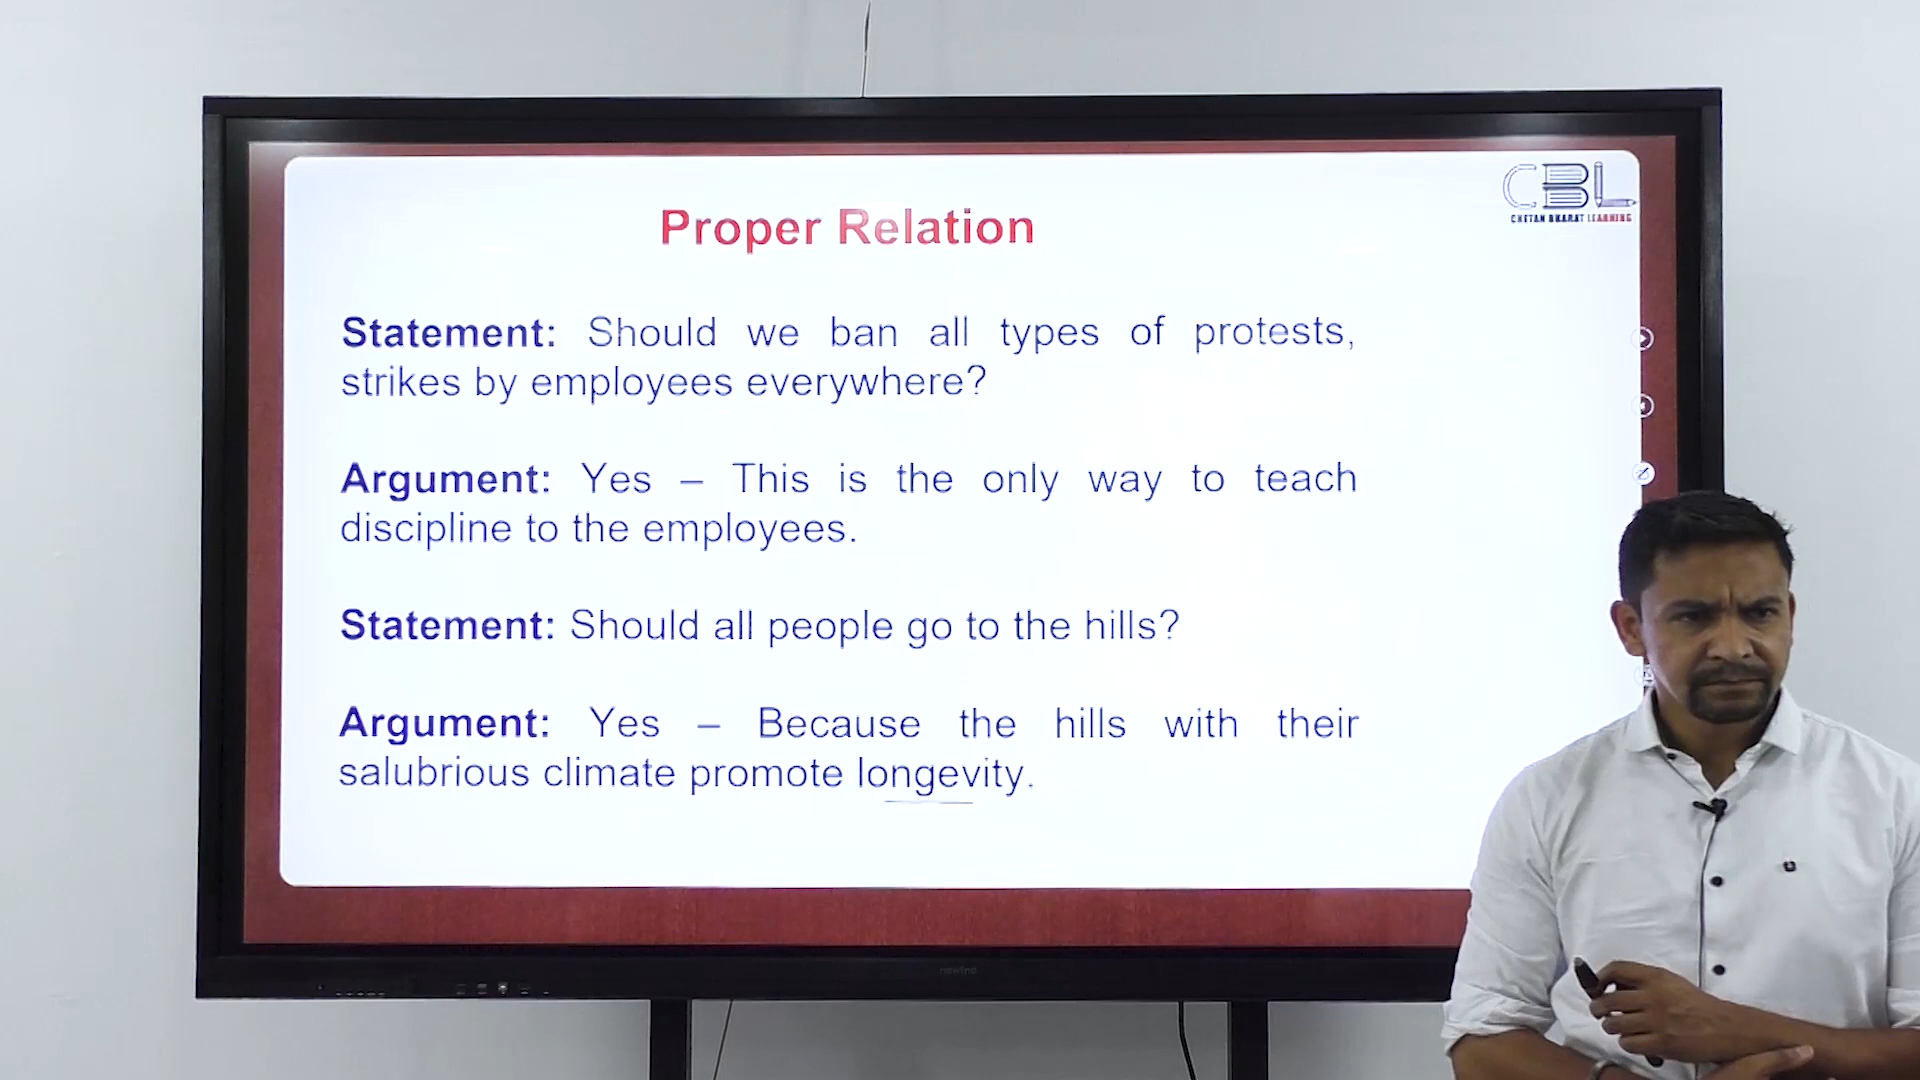 CBL
CHETAN BHARAT LEARNING
Proper Relation
Statement: Should we ban all types of protests,
strikes by employees everywhere?
Argument: Yes – This is the only way to teach
discipline to the employees.
Statement: Should all people go to the hills?
Argument: Yes – Because the hills with their
salubrious climate promote longevity.